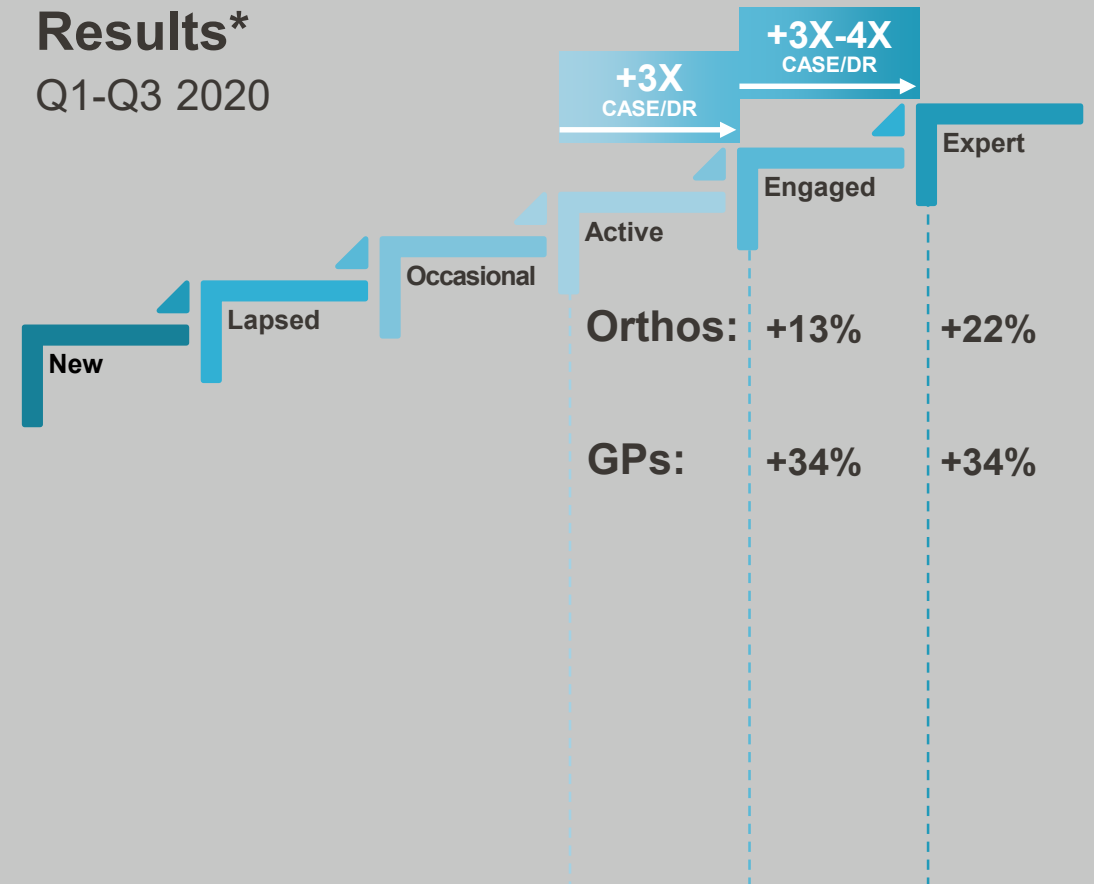 Results*
Q1-Q3 2020
+3X-4X
CASE/DR
+3X
CASE/DR
Expert
Engaged
Active
Occasional
Lapsed
New
Orthos: +13% +22%
GPs: +34% +34%